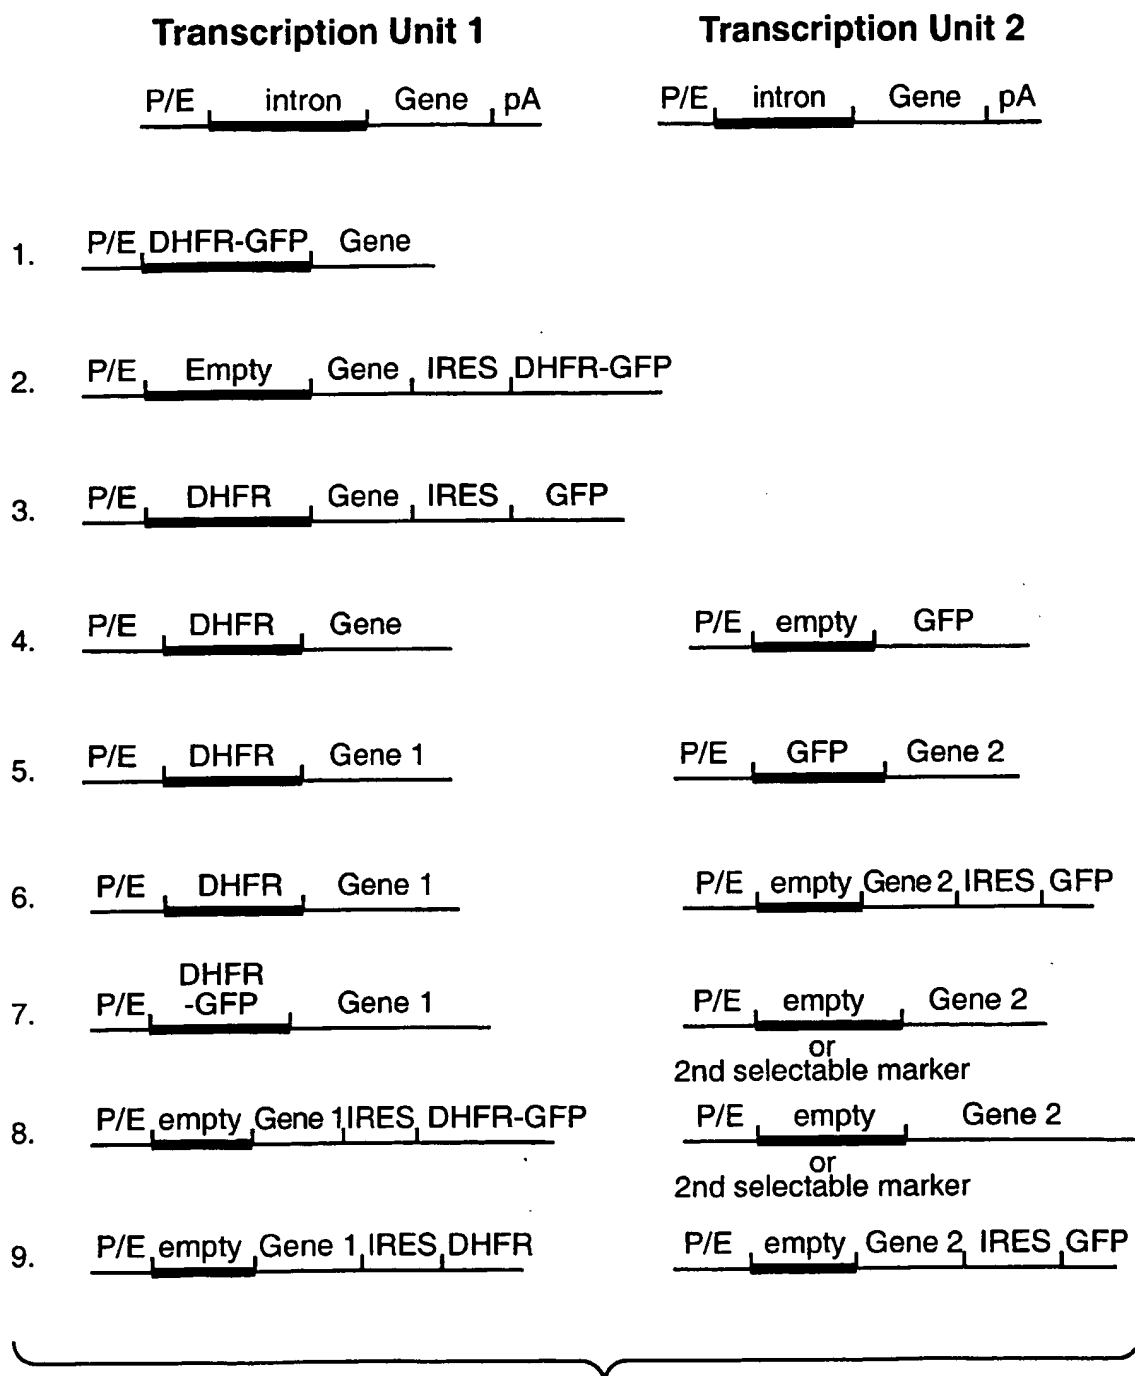 Transcription Unit 1 Transcription Unit 2
P/E intron Gene pA P/E intron Gene pA
1. P/E DHFR-GFP Gene
2. P/E Empty Gene IRES DHFR-GFP
3. P/E DHFR Gene IRES GFP
4. P/E DHFR Gene P/E empty GFP
5. P/E DHFR Gene 1 P/E GFP Gene 2
6. P/E DHFR Gene 1 P/E empty Gene 2 IRES GFP
7. P/E DHFR
-GFP Gene 1 P/E empty Gene 2
or
2nd selectable marker
8. P/E empty Gene 1 IRES DHFR-GFP P/E empty Gene 2
or
2nd selectable marker
9. P/E empty Gene 1 IRES DHFR P/E empty Gene 2 IRES GFP